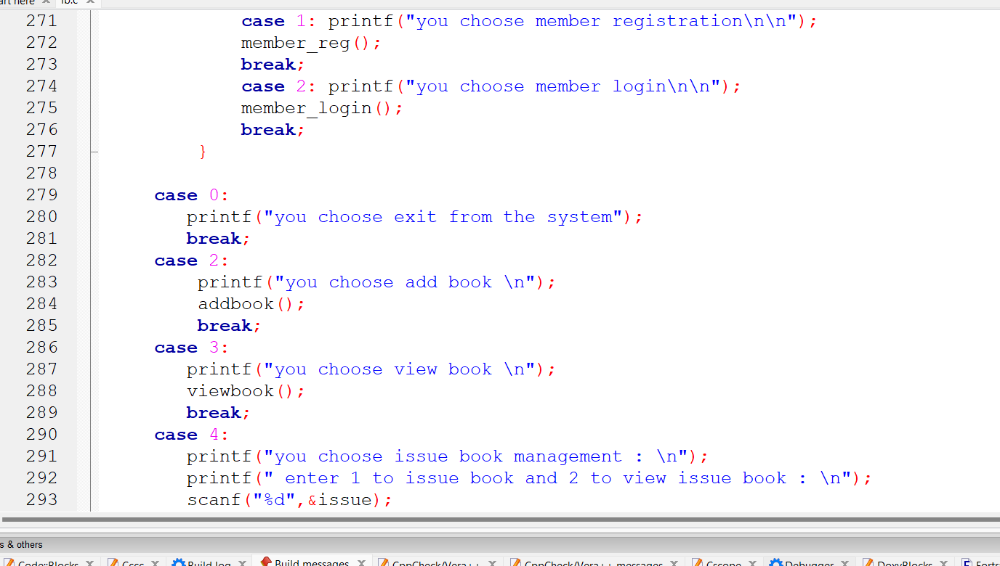 art here lb.c
271 case 1: printf("you choose member registration\n\n");
272 member_reg();
273 break;
274 case 2: printf("you choose member login\n\n");
275 member_login();
276 break;
277 }
278
279 case 0:
280 printf("you choose exit from the system");
281 break;
282 case 2:
283 printf("you choose add book \n");
284 addbook();
285 break;
286 case 3:
287 printf("you choose view book \n");
288 viewbook();
289 break;
290 case 4:
291 printf("you choose issue book management : \n");
292 printf(" enter 1 to issue book and 2 to view issue book : \n");
293 scanf("%d",&issue);
s & others
Code::Blocks Cccc Build log Build messages CppCheck/Vera++ CppCheck/Vera++ messages Cscope Debugger DoxyBlocks Fortr